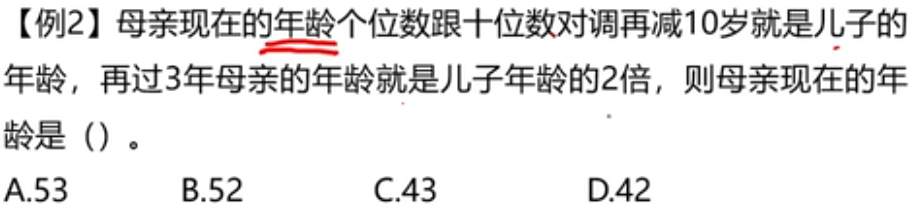 【例2】母亲现在的年龄个位数跟十位数对调再减10岁就是儿子的
年龄，再过3年母亲的年龄就是儿子年龄的2倍，则母亲现在的年
龄是（）。
A.53 B.52 C.43 D.42